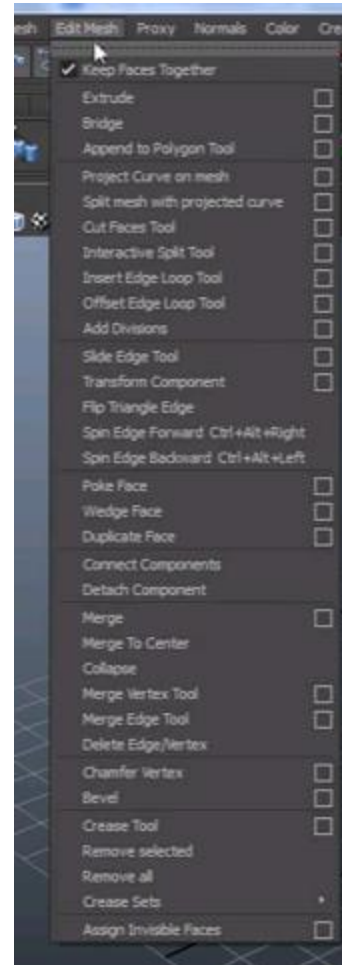 esh Edit Mesh Proxy Normals Color Cre
Keep Faces Together
Extrude
Bridge
Append to Polygon Tool
Project Curve on mesh
Split mesh with projected curve
Cut Faces Tool
Interactive Split Tool
Insert Edge Loop Tool
Offset Edge Loop Tool
Add Divisions
Slide Edge Tool
Transform Component
Flip Triangle Edge
Spin Edge Forward Ctrl+Alt+Right
Spin Edge Backward Ctrl+Alt+Left
Poke Face
Wedge Face
Duplicate Face
Connect Components
Detach Component
Merge
Merge To Center
Collapse
Merge Vertex Tool
Merge Edge Tool
Delete Edge/Vertex
Chamfer Vertex
Bevel
Crease Tool
Remove selected
Remove all
Crease Sets
Assign Invisible Faces